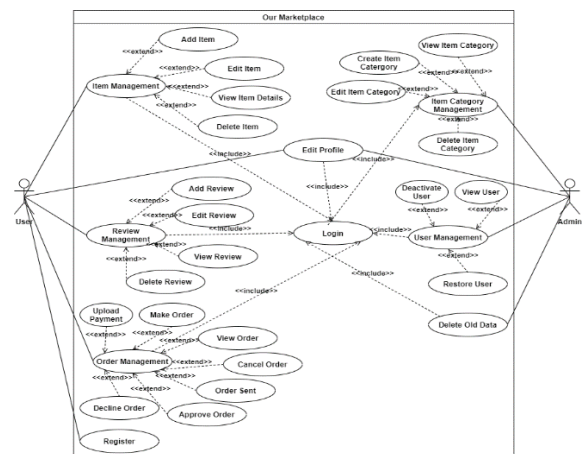 Our Marketplace
Add Item
<<extend>>
Edit Item
<<extend>>
Item Management
<<extend>>
View Item Details
<<extend>>
Delete Item
<<include>>
View Item Category
Create Item
Catergory
<<extend>>
<<extend>>
Edit Item Category
<<extend>>
Item Category
Management
<<extend>>
Delete Item
Category
Edit Profile
<<include>>
<<include>>
User
Admin
Add Review
<<extend>>
Edit Review
<<extend>>
Review
Management
<<include>>
<<extend>>
View Review
<<extend>>
Delete Review
Login
Deactivate
User
View User
<<extend>>
<<extend>>
<<include>>
User Management
<<extend>>
Restore User
<<include>>
<<include>>
Delete Old Data
Upload
Payment
Make Order
<<extend>>
<<extend>>
View Order
<<extend>>
Order Management
<<extend>>
Cancel Order
<<extend>>
Order Sent
<<extend>>
<<extend>>
Decline Order
Approve Order
Register